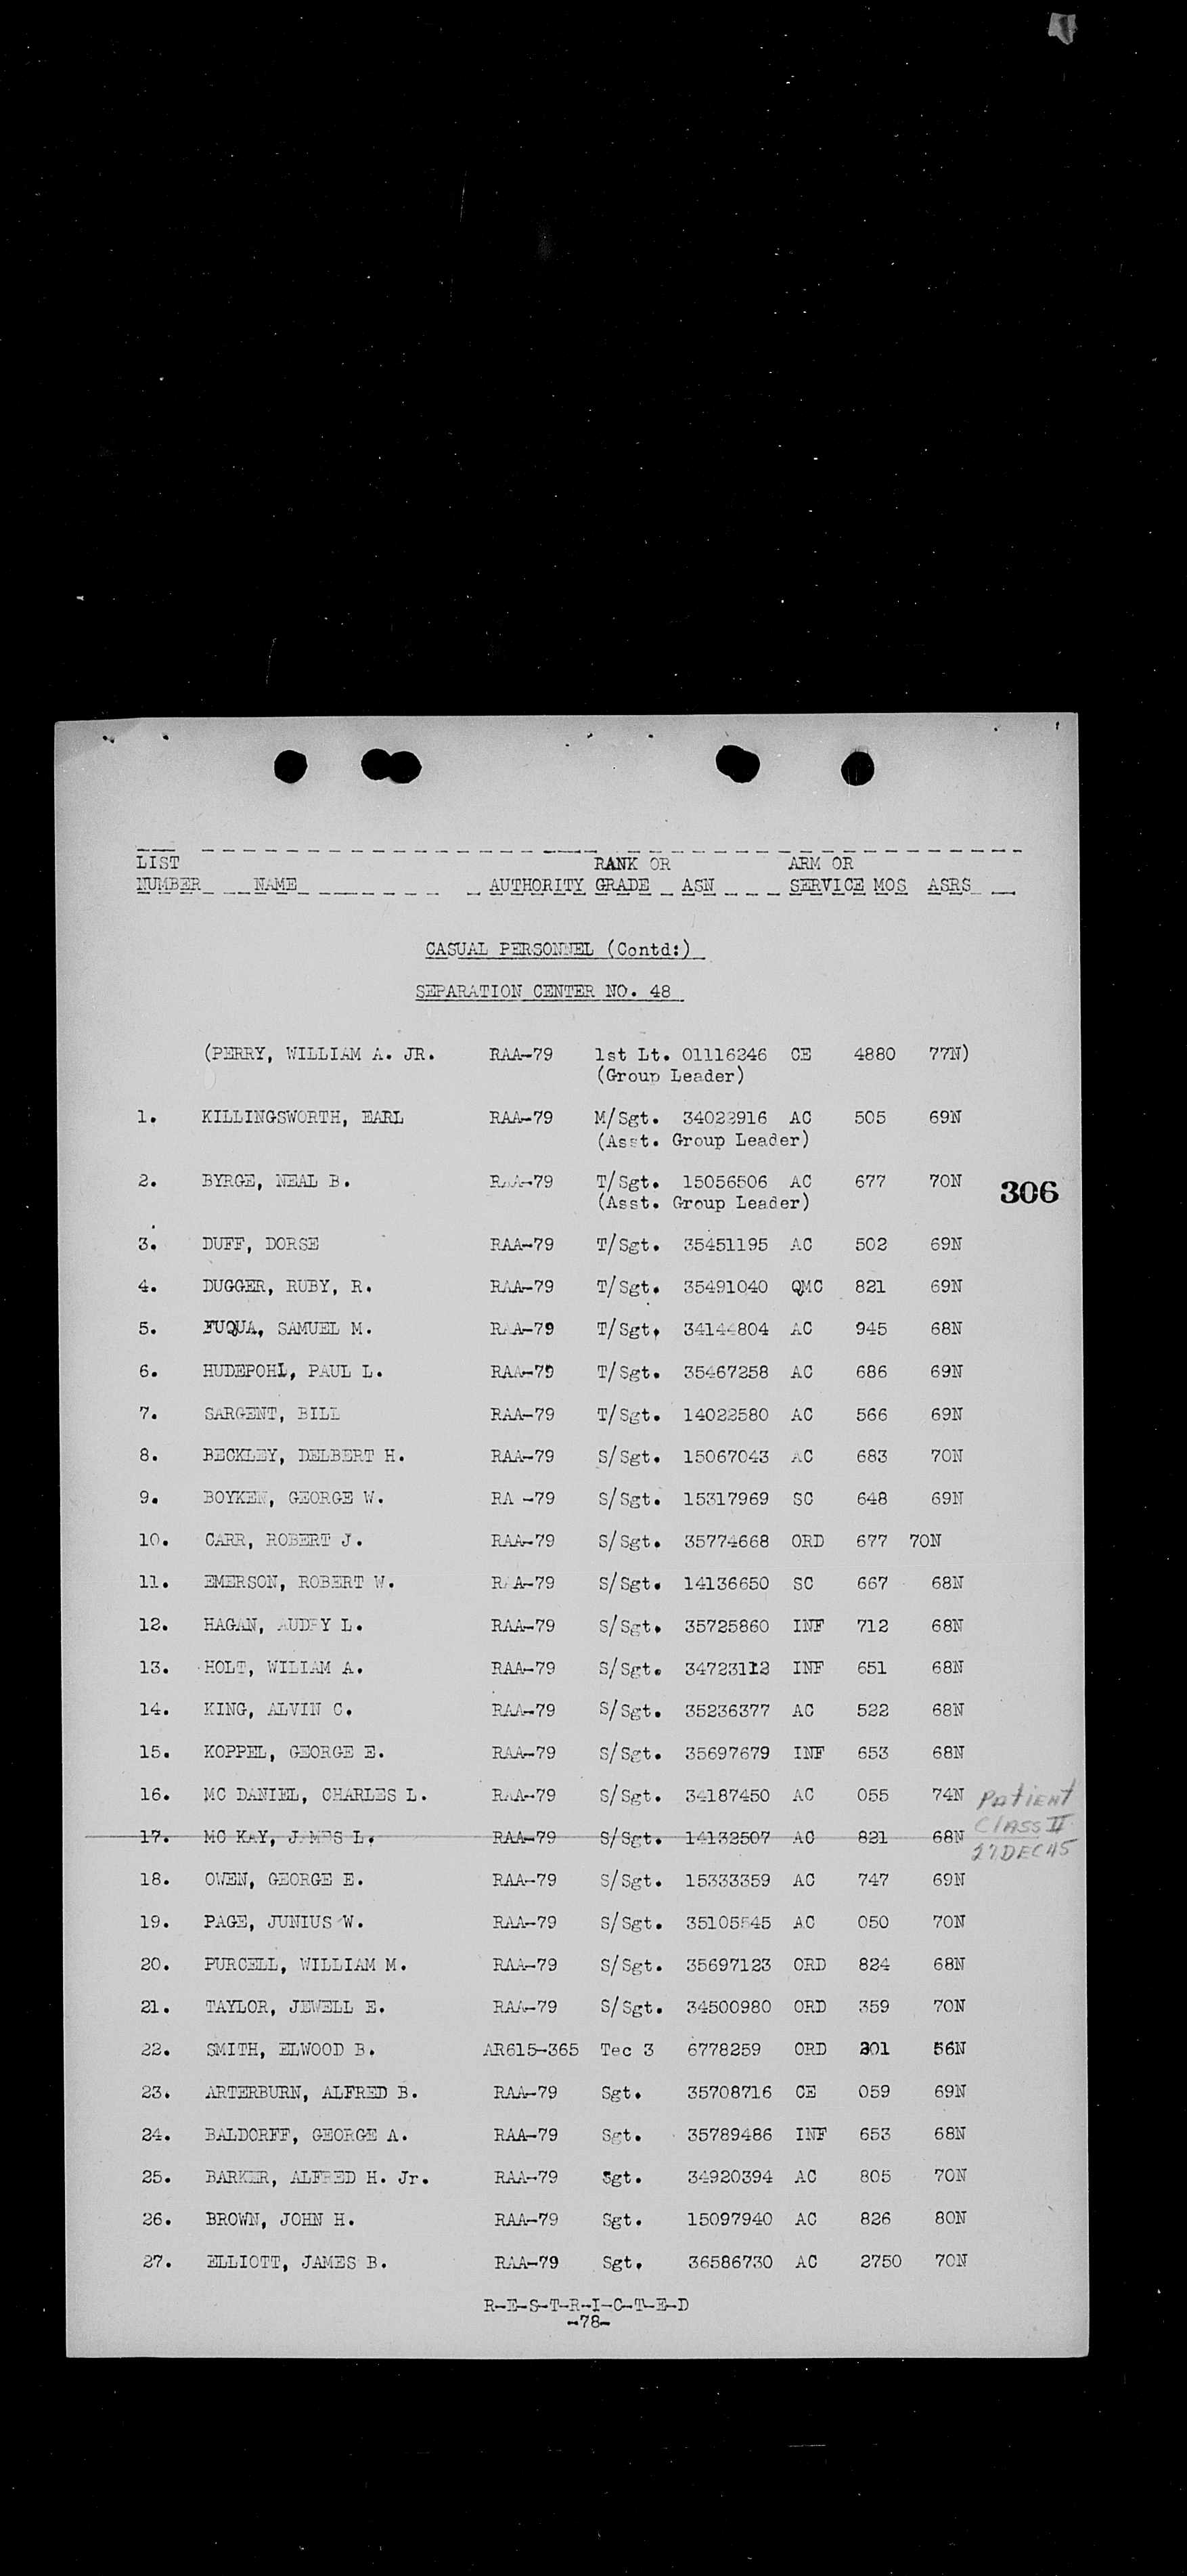 LIST RANK OR ARM OR
NUMBER NAME AUTHORITY GRADE ASN SERVICE MOS ASRS
CASUAL PERSONNEL (Contd:)
SEPARATION CENTER NO. 48
(PERRY, WILLIAM A. JR. RAA-79 1st Lt. 01116246 CE 4880 77N)
(Group Leader)
1. KILLINGSWORTH, EARL RAA-79 M/Sgt. 34023916 AC 505 69N
(Asst. Group Leader)
2. BYRGE, NEAL B. RAA-79 T/Sgt. 15056506 AC 677 70N
(Asst. Group Leader)
306
3. DUFF, DORSE RAA-79 T/Sgt. 35451195 AC 502 69N
4. DUGGER, RUBY, R. RAA-79 T/Sgt. 35491040 QMC 821 69N
5. FUQUA, SAMUEL M. RAA-79 T/Sgt. 34144804 AC 945 68N
6. HUDEPOHL, PAUL L. RAA-79 T/Sgt. 35467258 AC 686 69N
7. SARGENT, BILL RAA-79 T/Sgt. 14022580 AC 566 69N
8. BECKLEY, DELBERT H. RAA-79 S/Sgt. 15067043 AC 683 70N
9. BOYKEN, GEORGE W. RA -79 S/Sgt. 15317969 SC 648 69N
10. CARR, ROBERT J. RAA-79 S/Sgt. 35774668 ORD 677 70N
11. EMERSON, ROBERT W. RAA-79 S/Sgt. 14136650 SC 667 68N
12. HAGAN, AUDRY L. RAA-79 S/Sgt. 35725860 INF 712 68N
13. HOLT, WILIAM A. RAA-79 S/Sgt. 34723112 INF 651 68N
14. KING, ALVIN C. RAA-79 S/Sgt. 35236377 AC 522 68N
15. KOPPEL, GEORGE E. RAA-79 S/Sgt. 35697679 INF 653 68N
16. MC DANIEL, CHARLES L. RAA-79 S/Sgt. 34187450 AC 055 74N
Patient
Class II
27 DEC 45
17. MC KAY, JAMES L. RAA-79 S/Sgt. 14132507 AC 821 68N
18. OWEN, GEORGE E. RAA-79 S/Sgt. 15333359 AC 747 69N
19. PAGE, JUNIUS W. RAA-79 S/Sgt. 35105545 AC 050 70N
20. PURCELL, WILLIAM M. RAA-79 S/Sgt. 35697123 ORD 824 68N
21. TAYLOR, JEWELL E. RAA-79 S/Sgt. 34500980 ORD 359 70N
22. SMITH, ELWOOD B. AR615-365 Tec 3 6778259 ORD 301 56N
23. ARTERBURN, ALFRED B. RAA-79 Sgt. 35708716 CE 059 69N
24. BALDORFF, GEORGE A. RAA-79 Sgt. 35789486 INF 653 68N
25. BARKER, ALFRED H. Jr. RAA-79 Sgt. 34920394 AC 805 70N
26. BROWN, JOHN H. RAA-79 Sgt. 15097940 AC 826 80N
27. ELLIOTT, JAMES B. RAA-79 Sgt. 36586730 AC 2750 70N
R-E-S-T-R-I-C-T-E-D
-78-